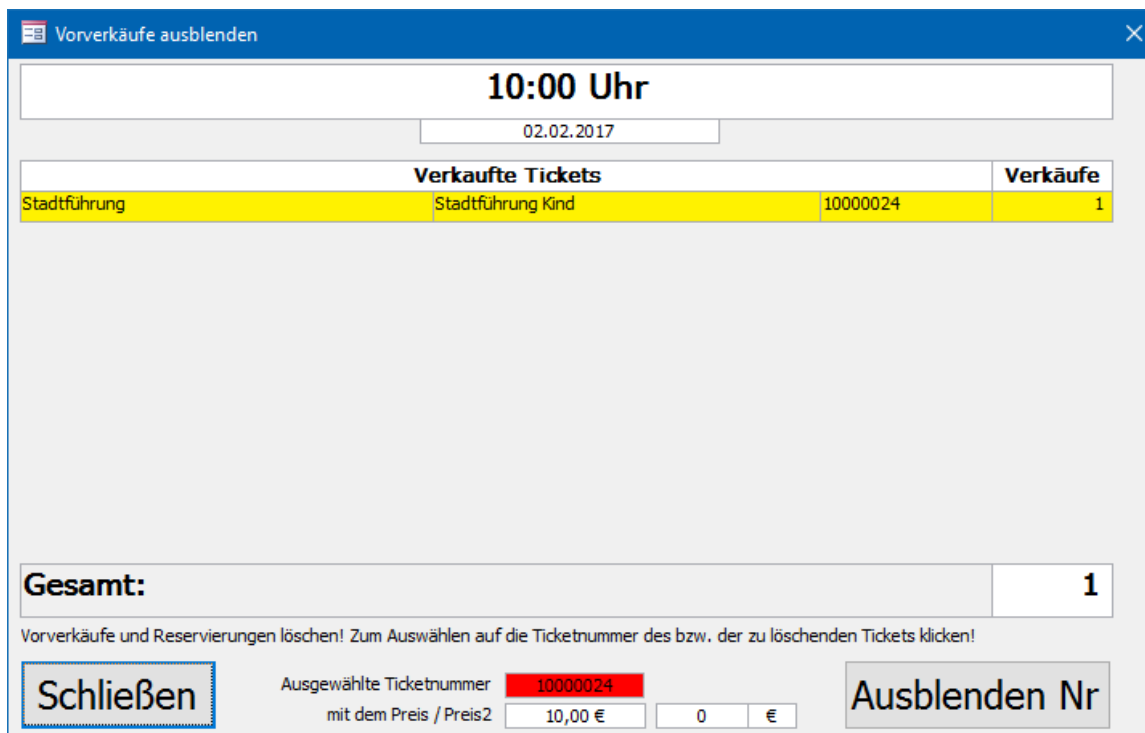 Vorverkäufe ausblenden
10:00 Uhr
02.02.2017
Verkaufte Tickets Verkäufe
Stadtführung Stadtführung Kind 10000024 1
Gesamt: 1
Vorverkäufe und Reservierungen löschen! Zum Auswählen auf die Ticketnummer des bzw. der zu löschenden Tickets klicken!
Schließen
Ausgewählte Ticketnummer 10000024
mit dem Preis / Preis2 10,00 € 0 €
Ausblenden Nr